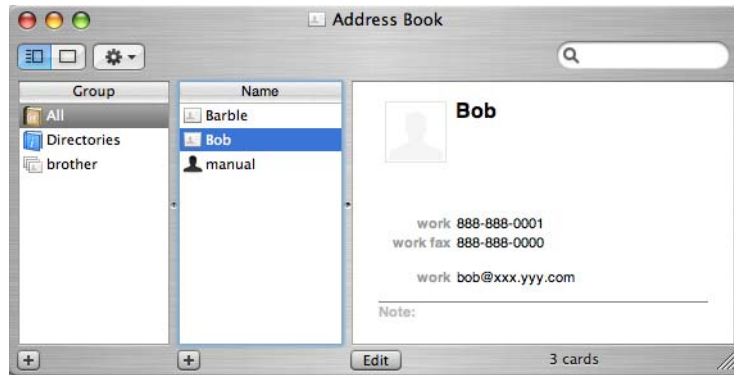 Address Book
Group
All
Directories
brother
Name
Barble
Bob
manual
Bob
work 888-888-0001
work fax 888-888-0000
work bob@xxx.yyy.com
Note:
Edit
3 cards